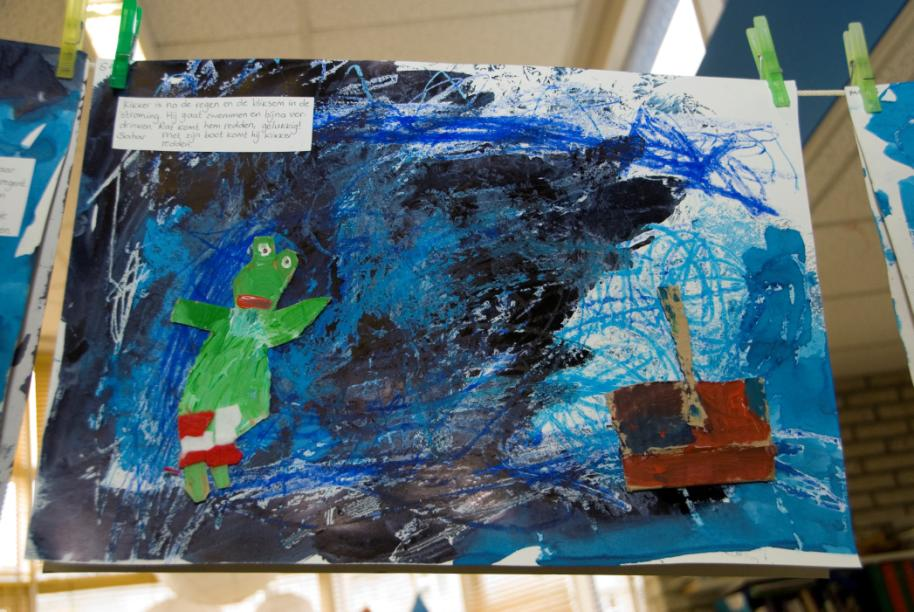 Kikker is na de regen en de bliksem in de
stroming. Hij gaat zwemmen en bijna ver-
drinken. Rat komt hem redden, gelukkig!
Met zijn boot komt hij "kikker"
redden"